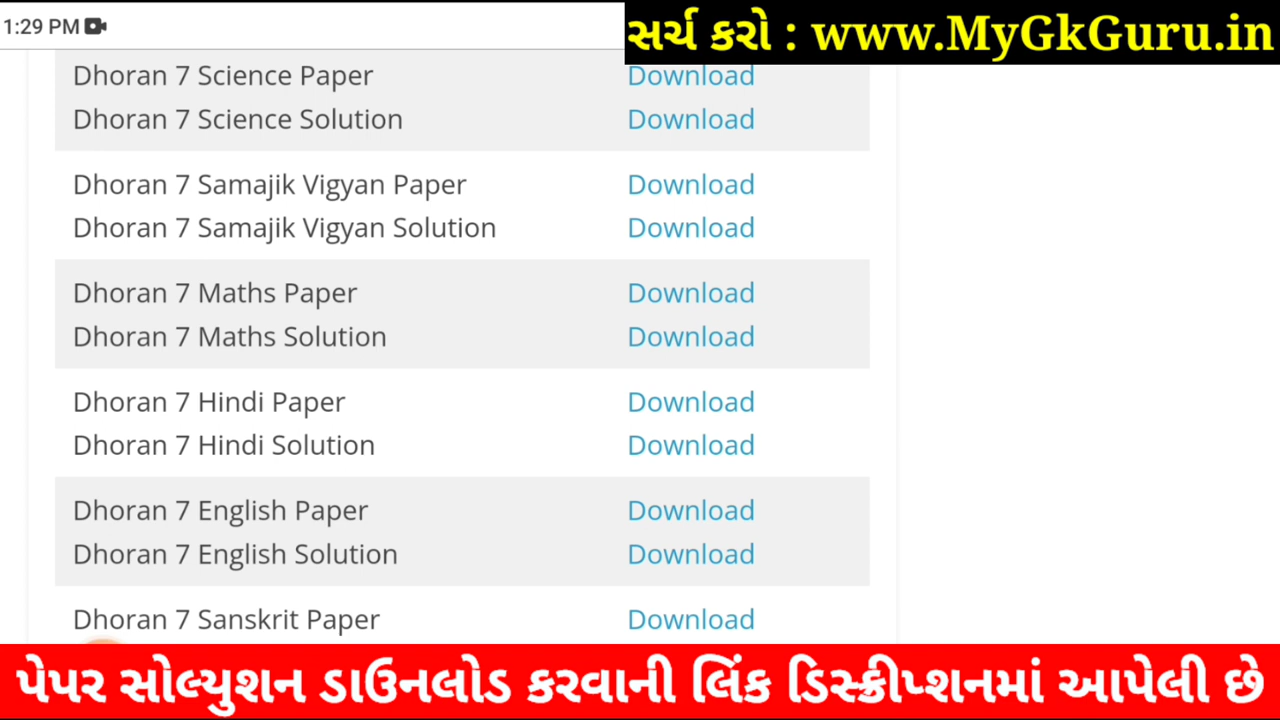 1:29 PM
સર્ચ કરો : www.MyGkGuru.in
Dhoran 7 Science Paper Download
Dhoran 7 Science Solution Download
Dhoran 7 Samajik Vigyan Paper Download
Dhoran 7 Samajik Vigyan Solution Download
Dhoran 7 Maths Paper Download
Dhoran 7 Maths Solution Download
Dhoran 7 Hindi Paper Download
Dhoran 7 Hindi Solution Download
Dhoran 7 English Paper Download
Dhoran 7 English Solution Download
Dhoran 7 Sanskrit Paper Download
પેપર સોલ્યુશન ડાઉનલોડ કરવાની લિંક ડિસ્ક્રીપ્શનમાં આપેલી છે